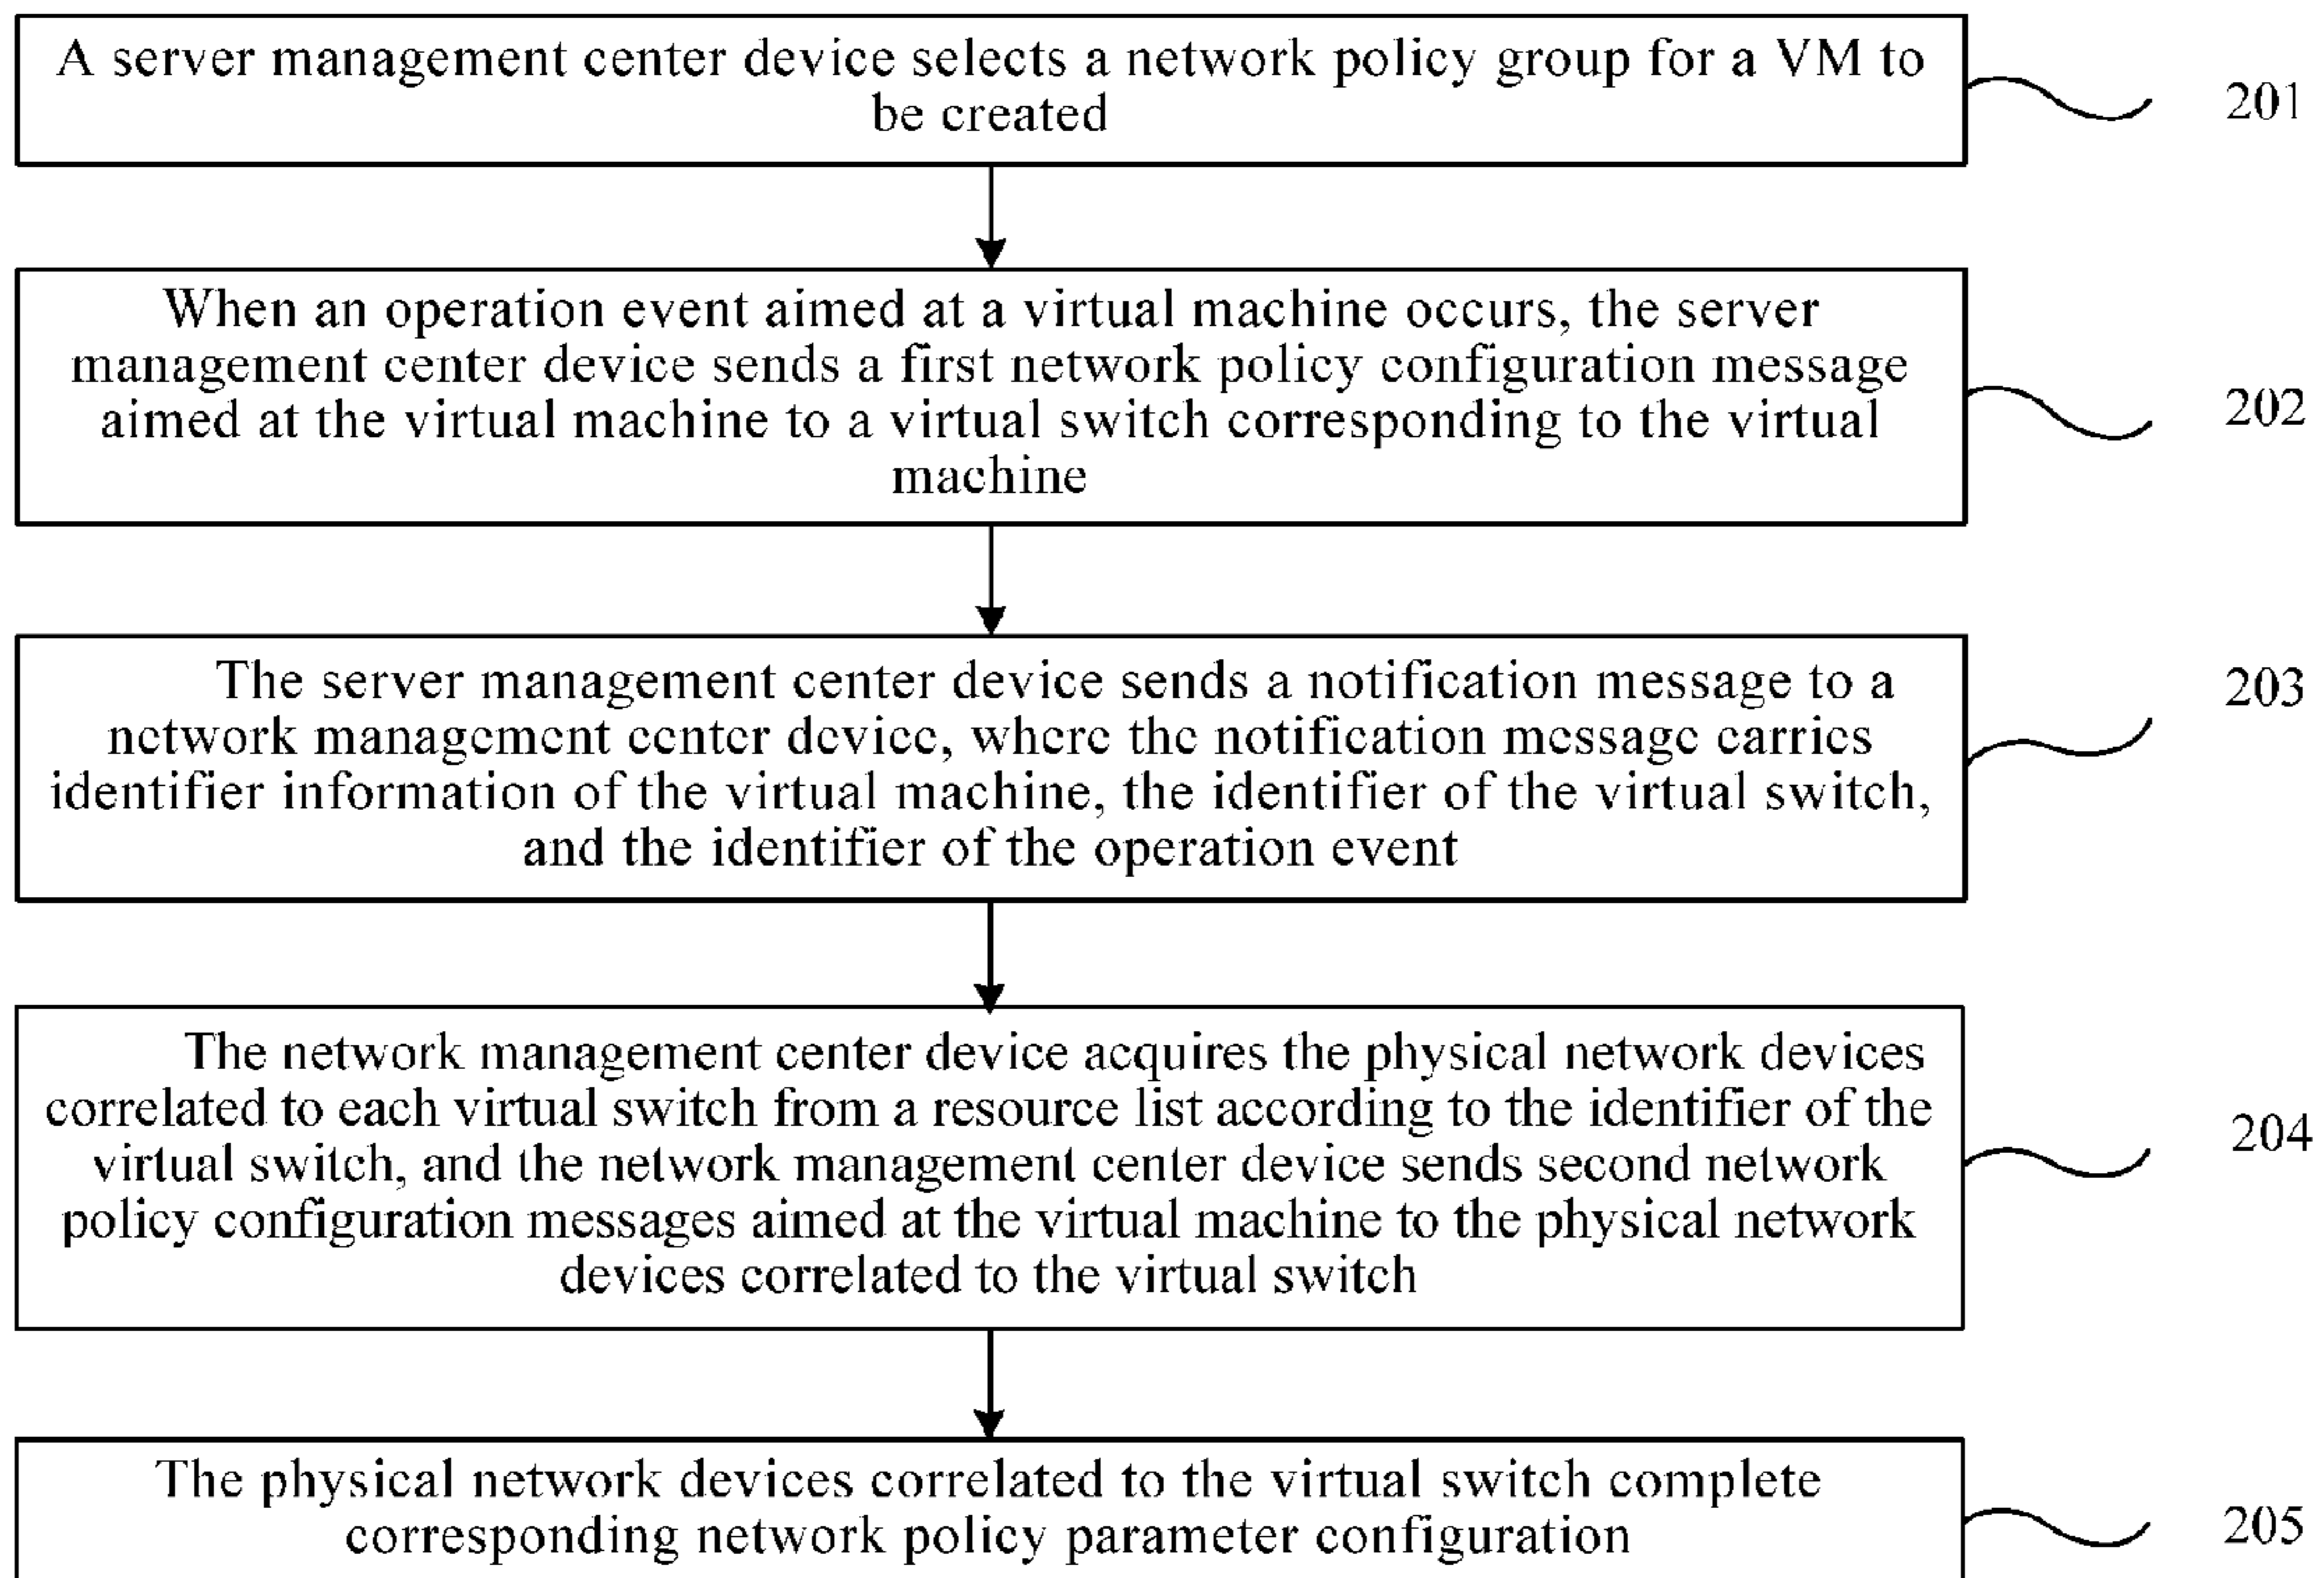 A server management center device selects a network policy group for a VM to
be created
201
When an operation event aimed at a virtual machine occurs, the server
management center device sends a first network policy configuration message
aimed at the virtual machine to a virtual switch corresponding to the virtual
machine
202
The server management center device sends a notification message to a
network management center device, where the notification message carries
identifier information of the virtual machine, the identifier of the virtual switch,
and the identifier of the operation event
203
The network management center device acquires the physical network devices
correlated to each virtual switch from a resource list according to the identifier of the
virtual switch, and the network management center device sends second network
policy configuration messages aimed at the virtual machine to the physical network
devices correlated to the virtual switch
204
The physical network devices correlated to the virtual switch complete
corresponding network policy parameter configuration
205